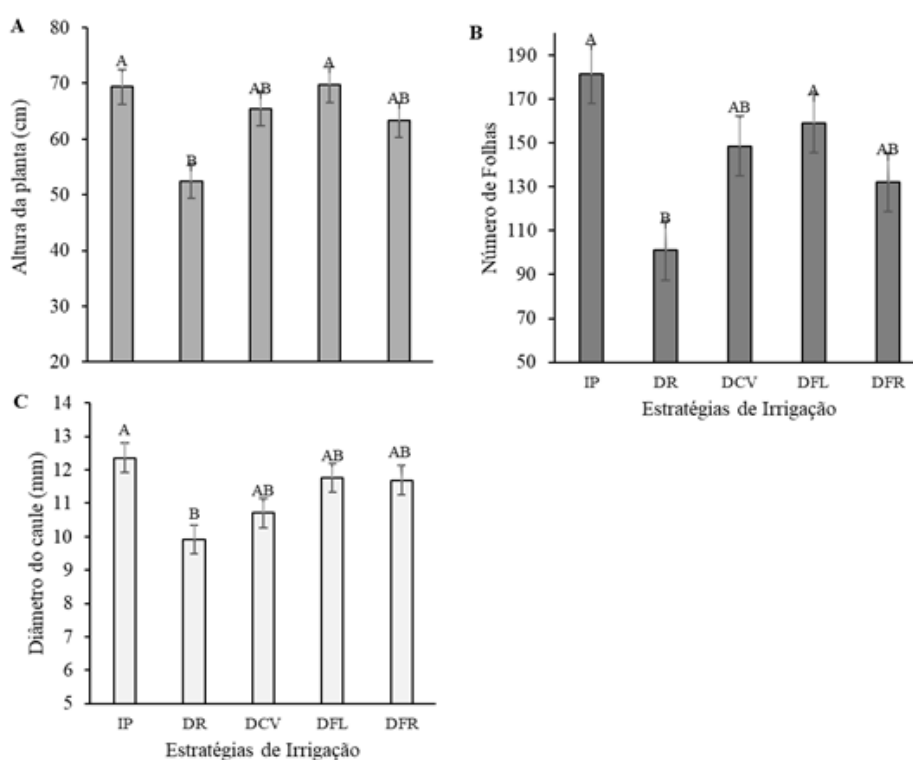 A
Altura da planta (cm)
80
70
60
50
40
30
20
A
B
AB
A
AB
B
Número de Folhas
190
170
150
130
110
90
70
50
A
B
AB
A
AB
IP DR DCV DFL DFR
Estratégias de Irrigação
C
Diâmetro do caule (mm)
14
13
12
11
10
9
8
7
6
5
A
B
AB
AB
AB
IP DR DCV DFL DFR
Estratégias de Irrigação